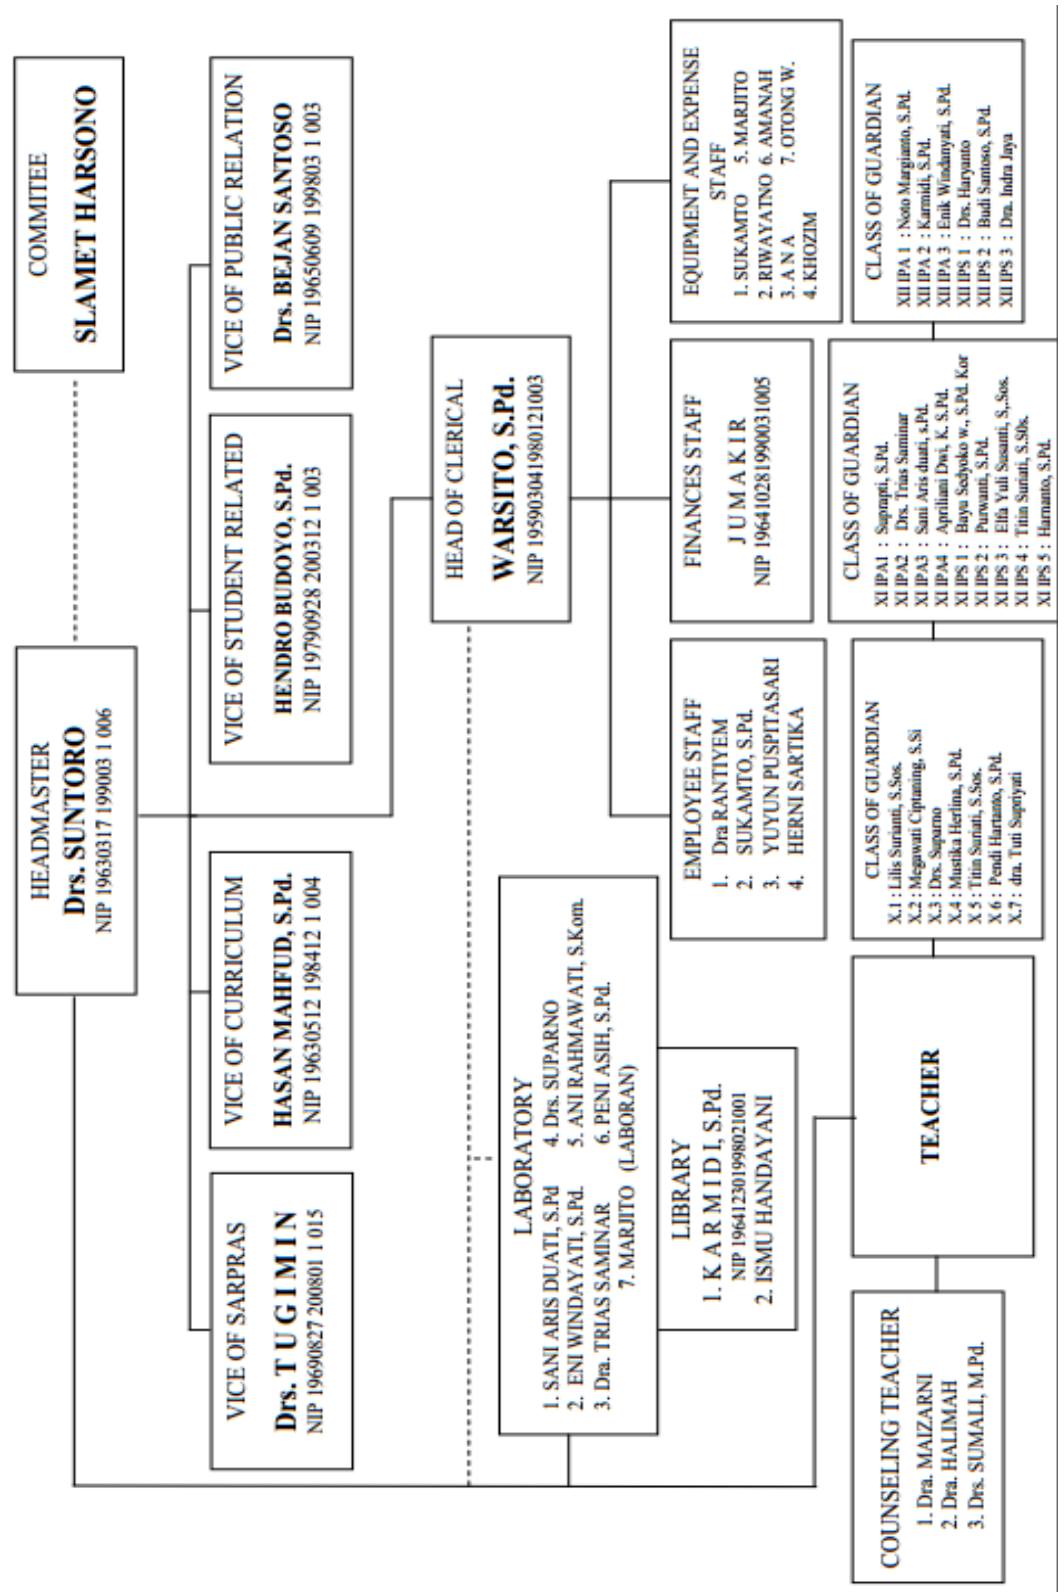 HEADMASTER
Drs. SUNTORO
NIP 19630317 199003 1 006
COMMITEE
SLAMET HARSONO
VICE OF SARPRAS
Drs. T U G I M I N
NIP 19690827 200801 1 015
VICE OF CURRICULUM
HASAN MAHFUD, S.Pd.
NIP 19630512 198412 1 004
VICE OF STUDENT RELATED
HENDRO BUDOYO, S.Pd.
NIP 19790928 200312 1 003
VICE OF PUBLIC RELATION
Drs. BEJAN SANTOSO
NIP 19650609 199803 1 003
HEAD OF CLERICAL
WARSITO, S.Pd.
NIP 195903041980121003
LABORATORY
1. SANI ARIS DUATI, S.Pd 4. Drs. SUPARNO
2. ENI WINDAYATI, S.Pd. 5. ANI RAHMAWATI, S.Kom.
3. Dra. TRIAS SAMINAR 6. PENI ASIH, S.Pd.
7. MARJITO (LABORAN)
LIBRARY
1. K A R M I D I, S.Pd.
NIP 196412301998021001
2. ISMU HANDAYANI
EMPLOYEE STAFF
1. Dra RANTIYEM
2. SUKAMTO, S.Pd.
3. YUYUN PUSPITASARI
4. HERNI SARTIKA
FINANCES STAFF
J U M A K I R
NIP 196410281990031005
EQUIPMENT AND EXPENSE
STAFF
1. SUKAMTO 5. MARJITO
2. RIWAYATNO 6. AMANAH
3. A N A 7. OTONG W.
4. KHOZIM
COUNSELING TEACHER
1. Dra. MAIZARNI
2. Dra. HALIMAH
3. Drs. SUMALI, M.Pd.
TEACHER
CLASS OF GUARDIAN
X.1 : Lilis Surianti, S.Sos.
X.2 : Megawati Ciptaning, S.Si
X.3 : Drs. Suparno
X.4 : Mustika Herlina, S.Pd.
X 5 : Titin Suriati, S.Sos.
X 6 : Pendi Hartanto, S.Pd.
X.7 : dra. Tuti Supriyati
CLASS OF GUARDIAN
XI IPA1 : Suprapti, S.Pd.
XI IPA2 : Drs. Trias Saminar
XI IPA3 : Sani Aris duati, s.Pd.
XI IPA4 : Apriliani Dwi, K. S.Pd.
XI IPS 1 : Bayu Sedyoko w., S.Pd. Kor
XI IPS 2 : Purwanti, S.Pd.
XI IPS 3 : Elfa Yuli Susanti, S,.Sos.
XI IPS 4 : Titin Suriati, S.S0s.
XI IPS 5 : Harnanto, S.Pd.
CLASS OF GUARDIAN
XII IPA 1 : Noto Margianto, S.Pd.
XII IPA 2 : Karmidi, S.Pd.
XII IPA 3 : Enik Windanyati, S.Pd.
XII IPS 1 : Drs. Haryanto
XII IPS 2 : Budi Santoso, S.Pd.
XII IPS 3 : Dra. Indra Jaya